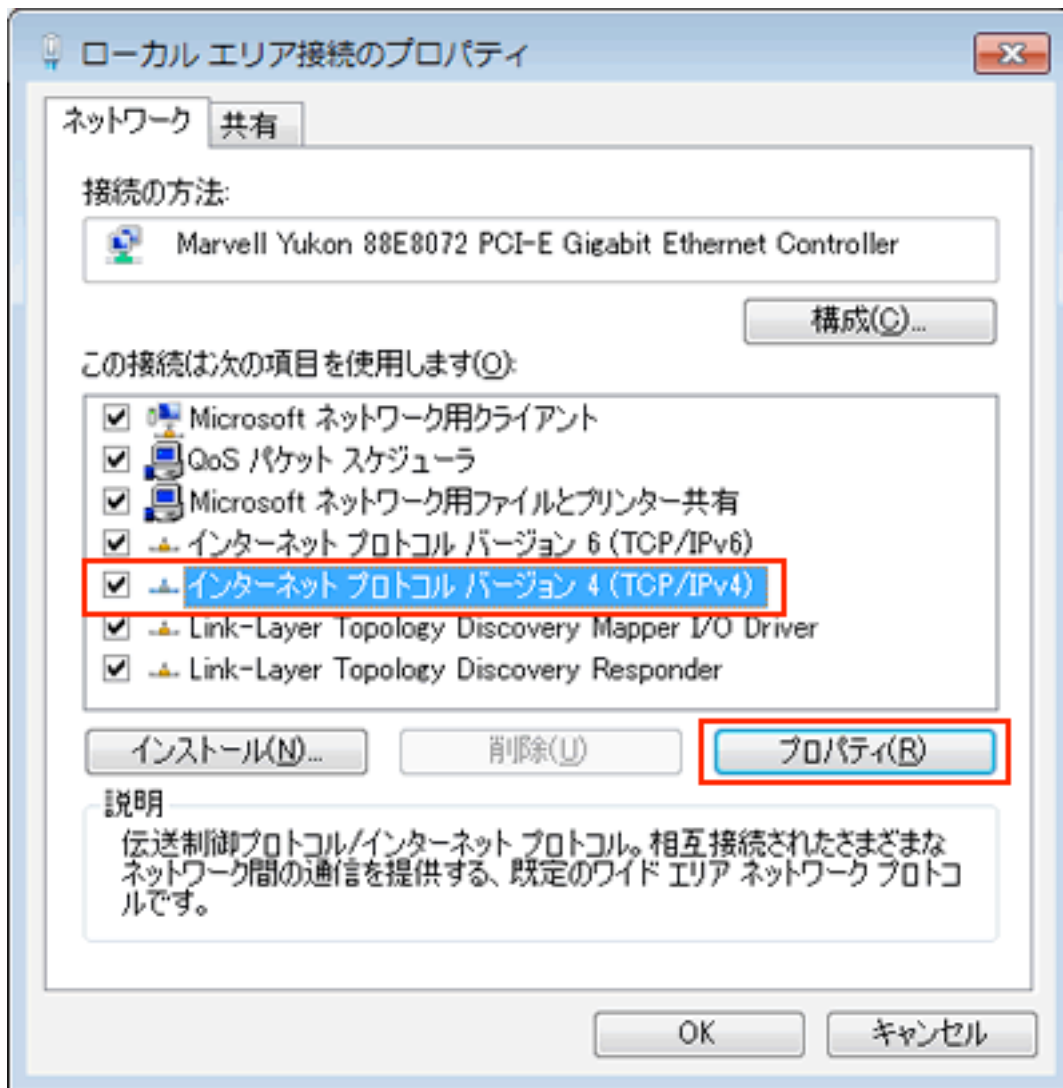 ローカル エリア接続のプロパティ
ネットワーク 共有
接続の方法:
Marvell Yukon 88E8072 PCI-E Gigabit Ethernet Controller
構成(C)...
この接続は次の項目を使用します(O):
Microsoft ネットワーク用クライアント
QoS パケット スケジューラ
Microsoft ネットワーク用ファイルとプリンター共有
インターネット プロトコル バージョン 6 (TCP/IPv6)
インターネット プロトコル バージョン 4 (TCP/IPv4)
Link-Layer Topology Discovery Mapper I/O Driver
Link-Layer Topology Discovery Responder
インストール(N)... 削除(U) プロパティ(R)
説明
伝送制御プロトコル/インターネット プロトコル。相互接続されたさまざまな
ネットワーク間の通信を提供する、既定のワイド エリア ネットワーク プロトコ
ルです。
OK キャンセル